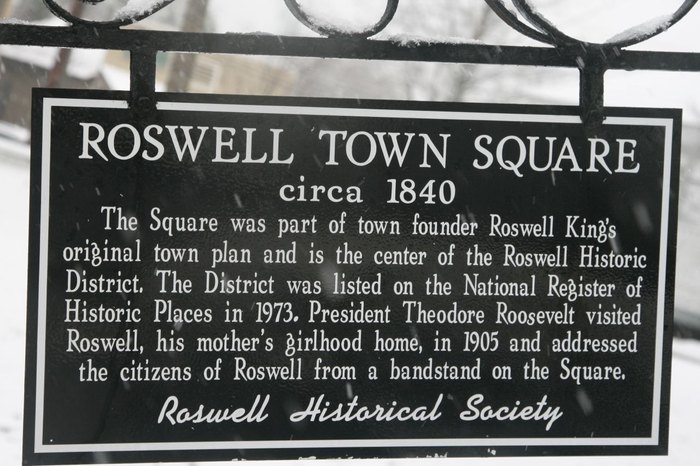 ROSWELL TOWN SQUARE
circa 1840
The Square was part of town founder Roswell King's
original town plan and is the center of the Roswell Historic
District. The District was listed on the National Register of
Historic Places in 1973. President Theodore Roosevelt visited
Roswell, his mother's girlhood home, in 1905 and addressed
the citizens of Roswell from a bandstand on the Square.
Roswell Historical Society